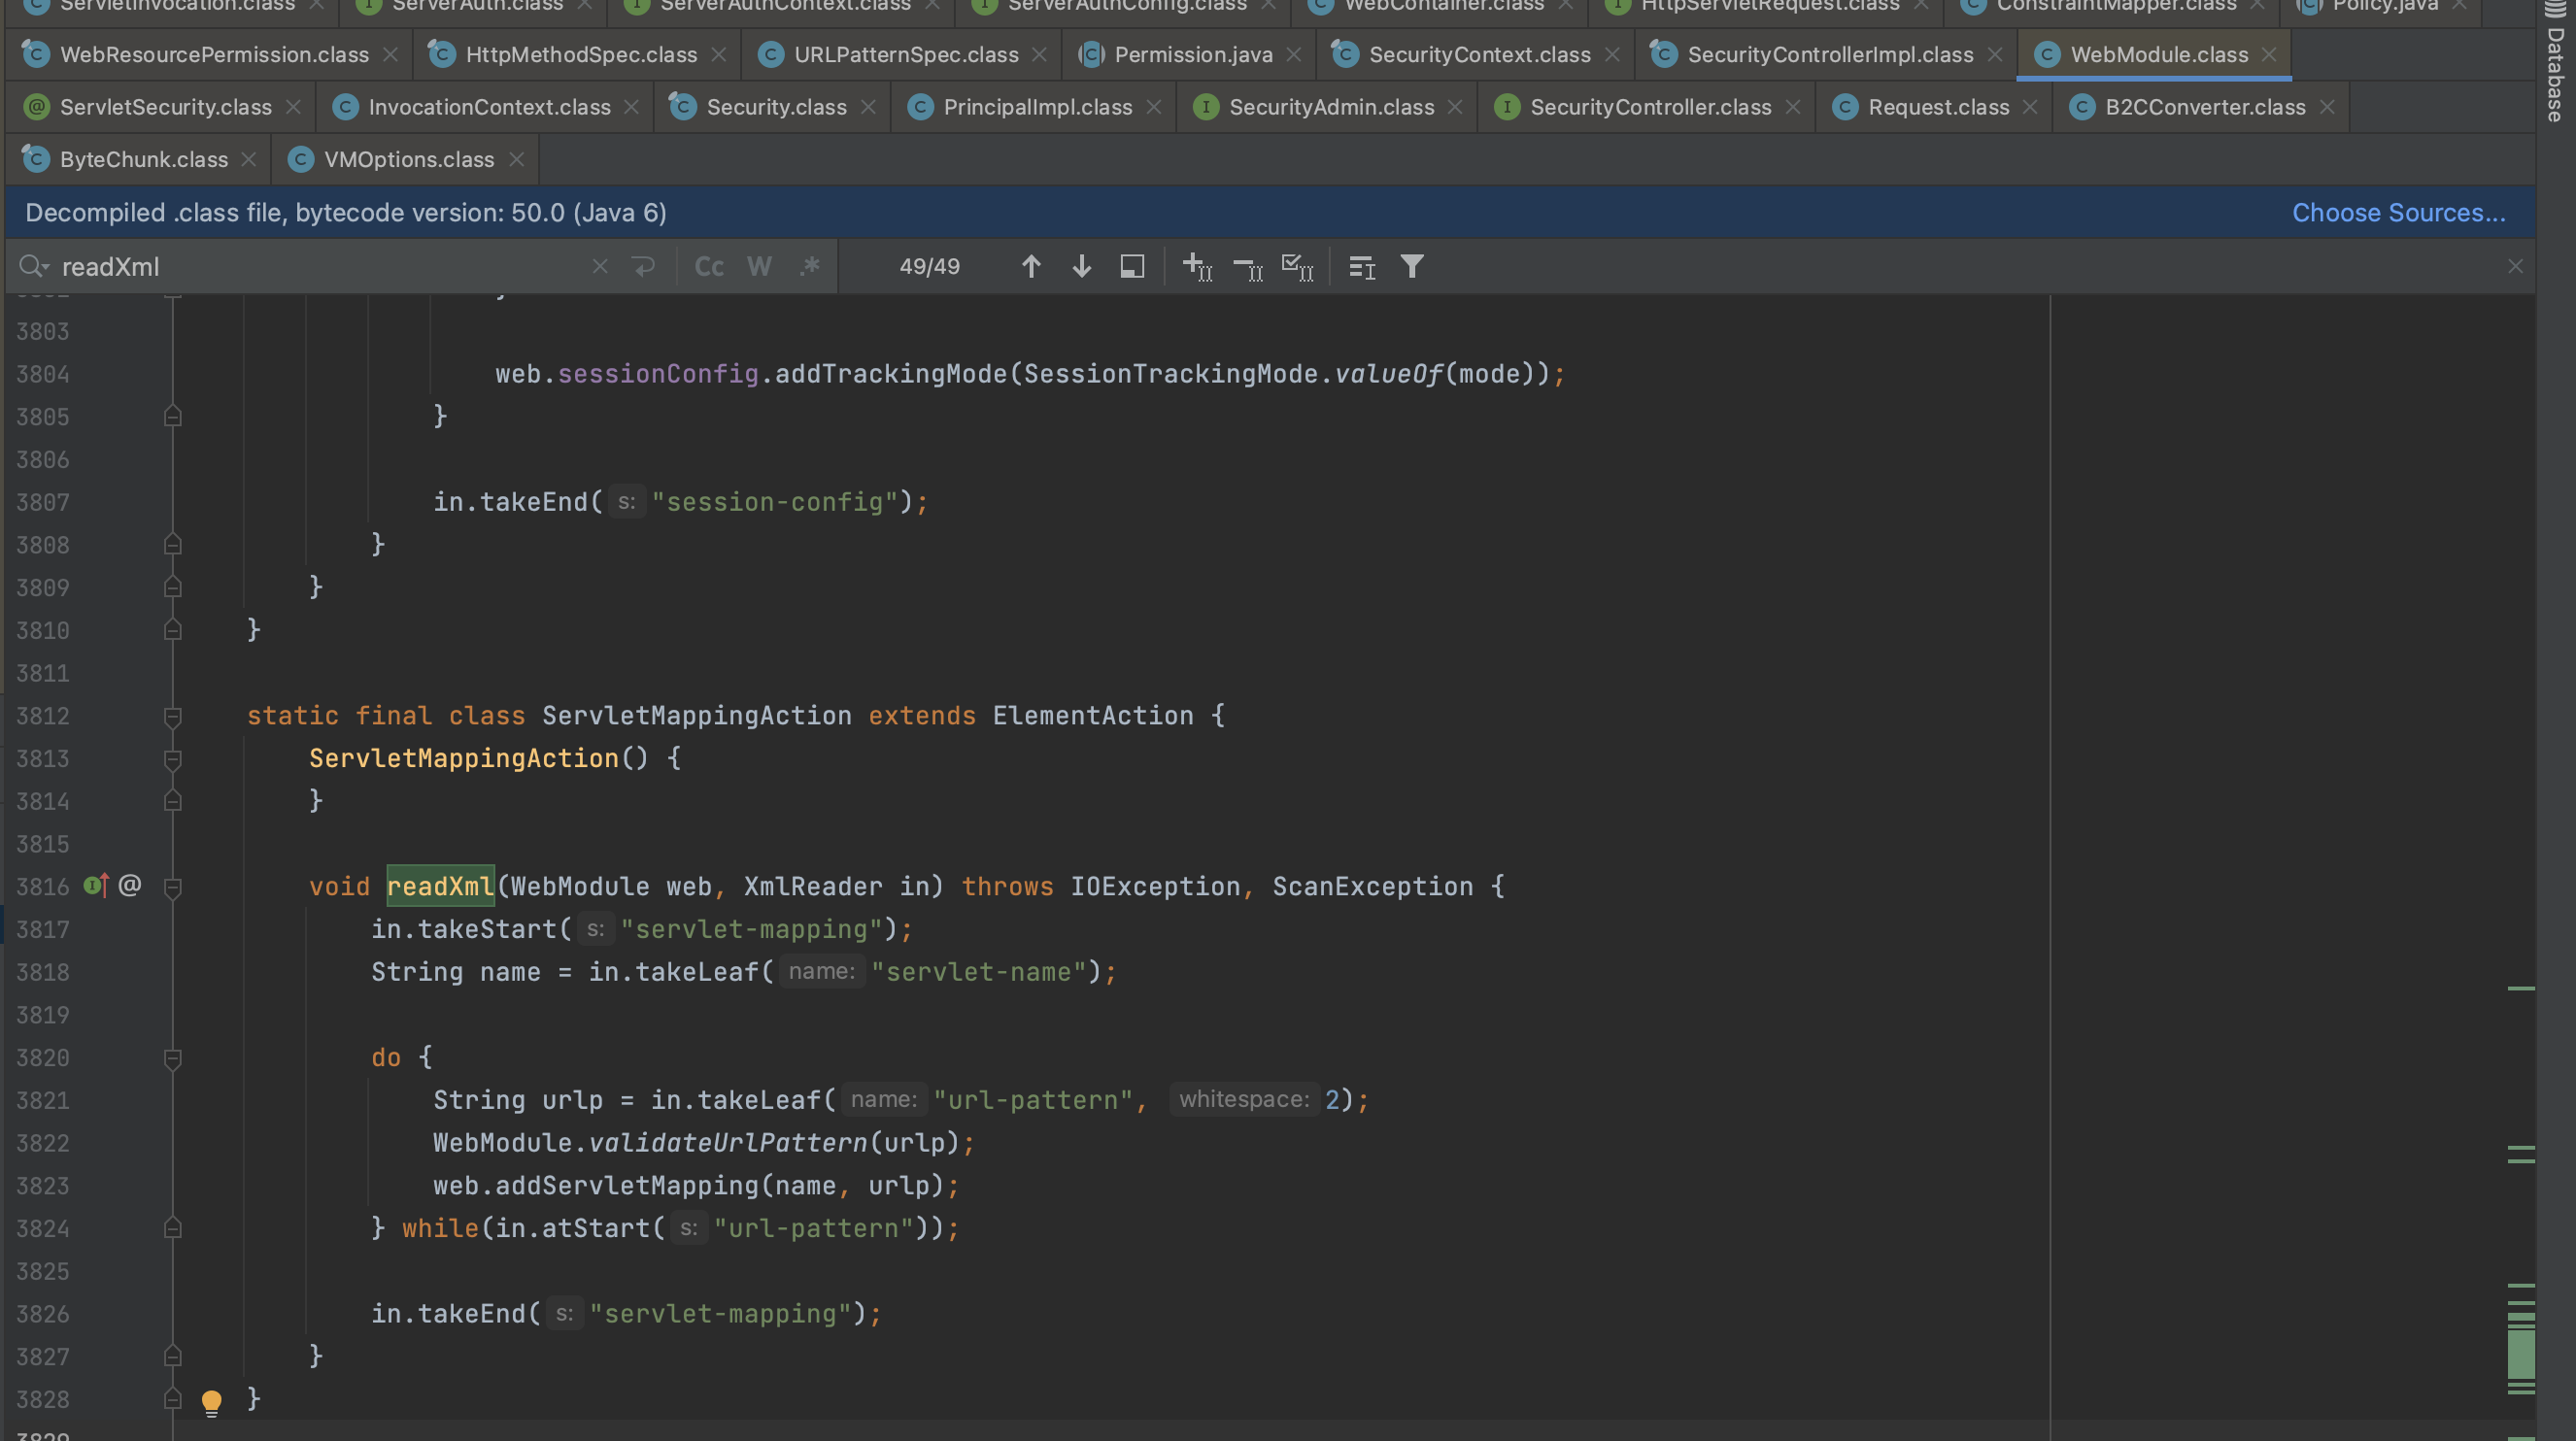 ServletInvocation.class ServerAuth.class ServerAuthContext.class ServerAuthConfig.class WebContainer.class HttpServletRequest.class ConstraintMapper.class Policy.java
WebResourcePermission.class HttpMethodSpec.class URLPatternSpec.class Permission.java SecurityContext.class SecurityControllerImpl.class WebModule.class
ServletSecurity.class InvocationContext.class Security.class PrincipalImpl.class SecurityAdmin.class SecurityController.class Request.class B2CConverter.class
ByteChunk.class VMOptions.class
Database
Decompiled .class file, bytecode version: 50.0 (Java 6) Choose Sources...
readXml Cc W .* 49/49
3802 }
3803
3804 web.sessionConfig.addTrackingMode(SessionTrackingMode.valueOf(mode));
3805 }
3806
3807 in.takeEnd( s: "session-config");
3808 }
3809 }
3810 }
3811
3812 static final class ServletMappingAction extends ElementAction {
3813 ServletMappingAction() {
3814 }
3815
3816 @ void readXml(WebModule web, XmlReader in) throws IOException, ScanException {
3817 in.takeStart( s: "servlet-mapping");
3818 String name = in.takeLeaf( name: "servlet-name");
3819
3820 do {
3821 String urlp = in.takeLeaf( name: "url-pattern", whitespace: 2);
3822 WebModule.validateUrlPattern(urlp);
3823 web.addServletMapping(name, urlp);
3824 } while(in.atStart( s: "url-pattern"));
3825
3826 in.takeEnd( s: "servlet-mapping");
3827 }
3828 }
3829